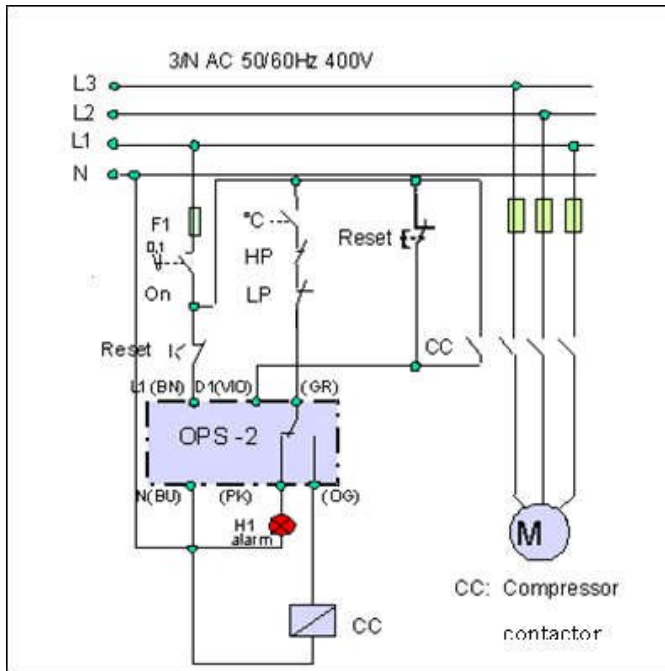 3/N AC 50/60Hz 400V
L3
L2
L1
N
F1
°C
0,1
Reset
HP
On
LP
Reset
CC
L1(BN) D1(VIO) (GR)
OPS -2
N(BU) (PK) (OG)
H1
alarm
M
CC
CC: Compressor
contactor